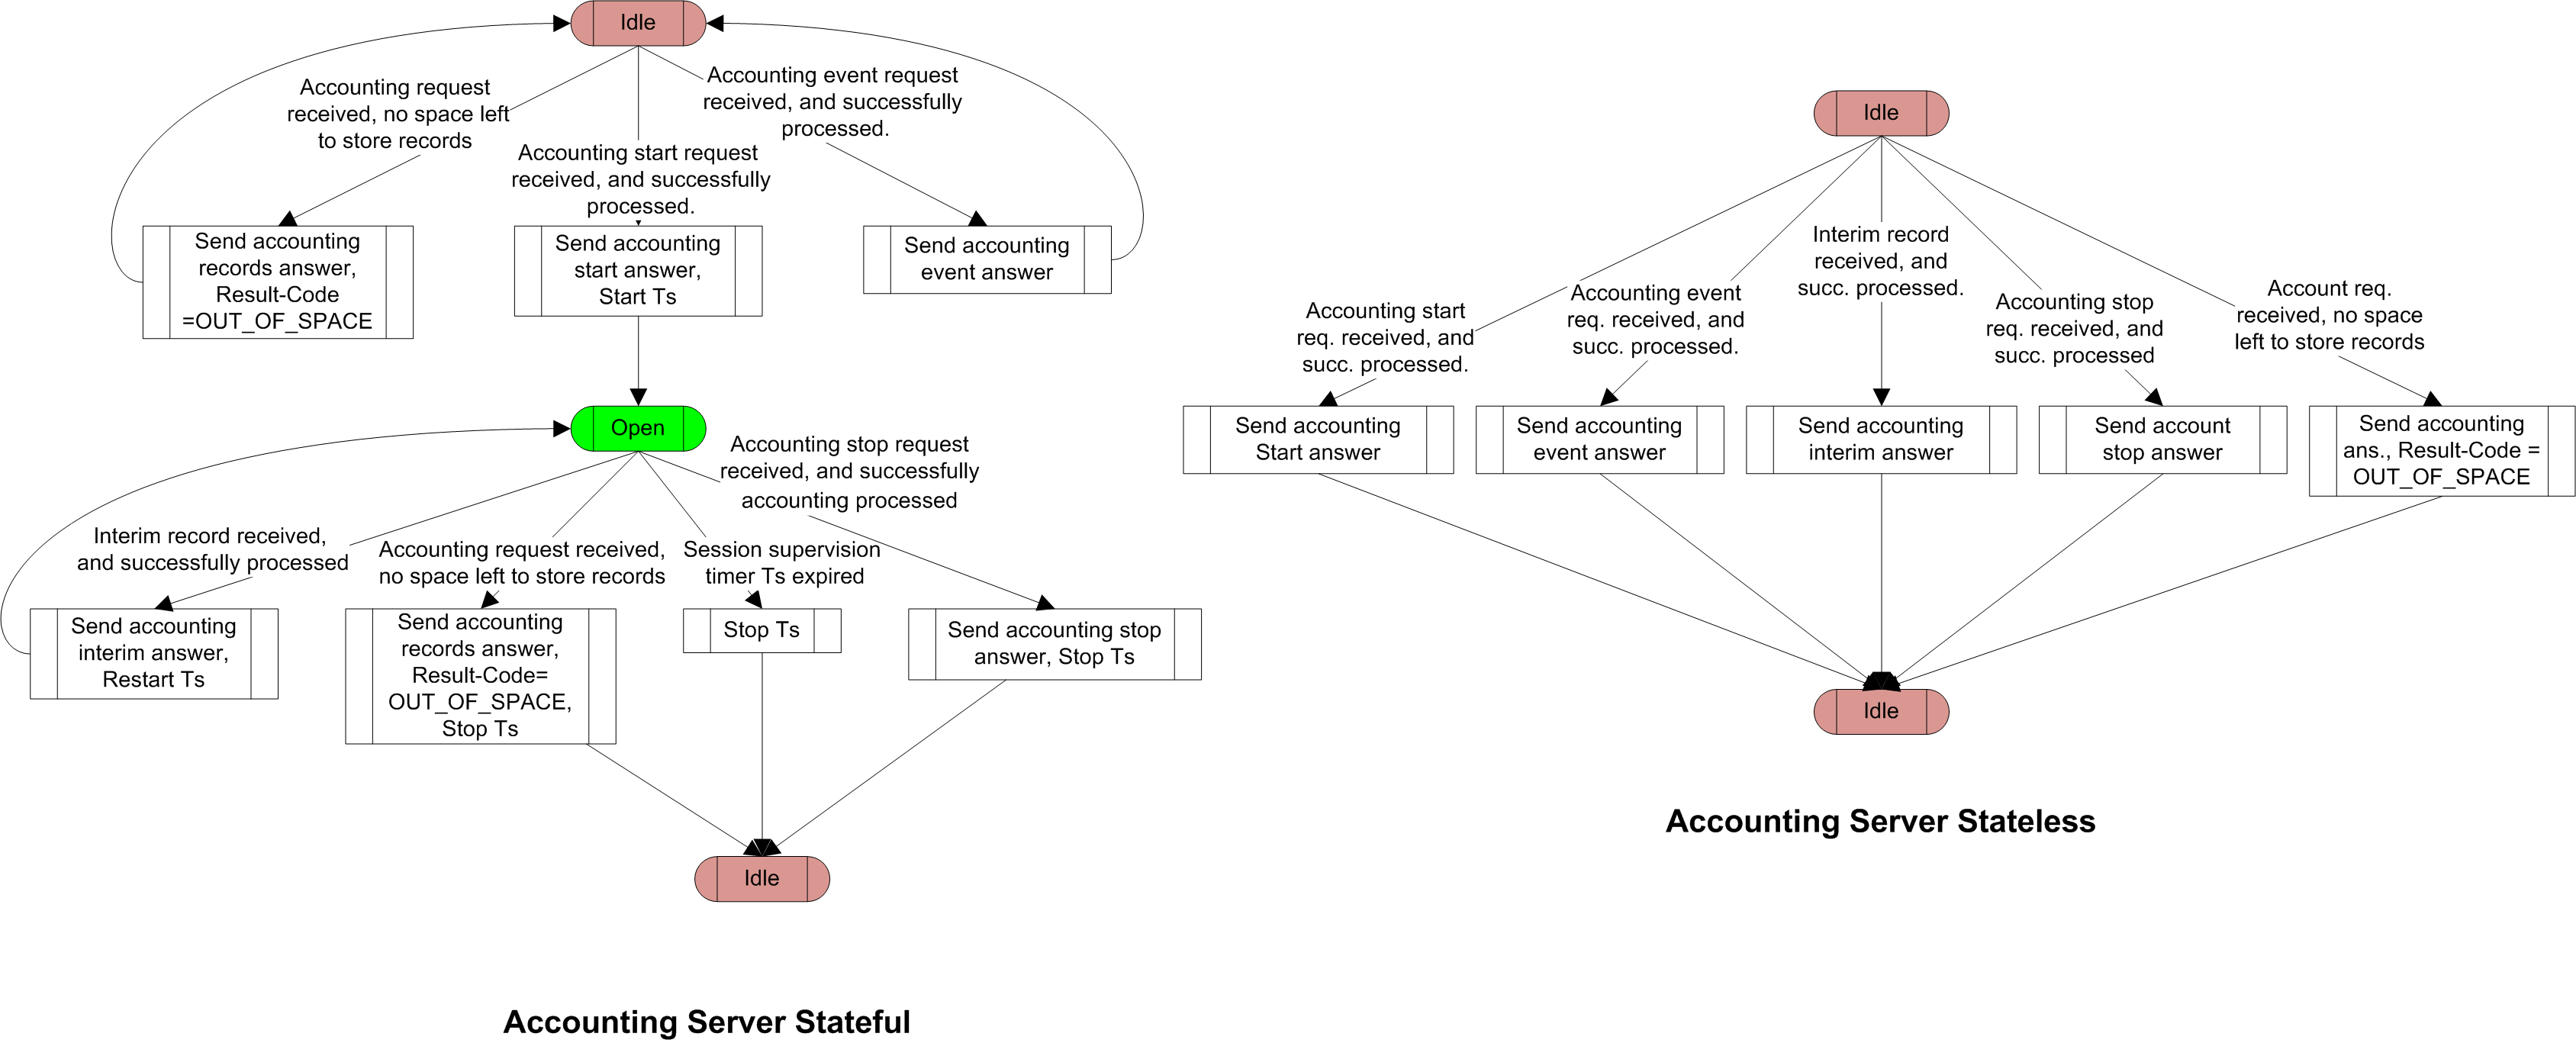 Idle
Accounting request
received, no space left
to store records
Accounting event request
received, and successfully
processed.
Accounting start request
received, and successfully
processed.
Send accounting
records answer,
Result-Code
=OUT_OF_SPACE
Send accounting
start answer,
Start Ts
Send accounting
event answer
Open
Accounting stop request
received, and successfully
accounting processed
Interim record received,
and successfully processed
Accounting request received,
no space left to store records
Session supervision
timer Ts expired
Send accounting
interim answer,
Restart Ts
Send accounting
records answer,
Result-Code=
OUT_OF_SPACE,
Stop Ts
Stop Ts
Send accounting stop
answer, Stop Ts
Idle
Accounting Server Stateful
Idle
Accounting start
req. received, and
succ. processed.
Accounting event
req. received, and
succ. processed.
Interim record
received, and
succ. processed.
Accounting stop
req. received, and
succ. processed
Account req.
received, no space
left to store records
Send accounting
Start answer
Send accounting
event answer
Send accounting
interim answer
Send account
stop answer
Send accounting
ans., Result-Code =
OUT_OF_SPACE
Idle
Accounting Server Stateless